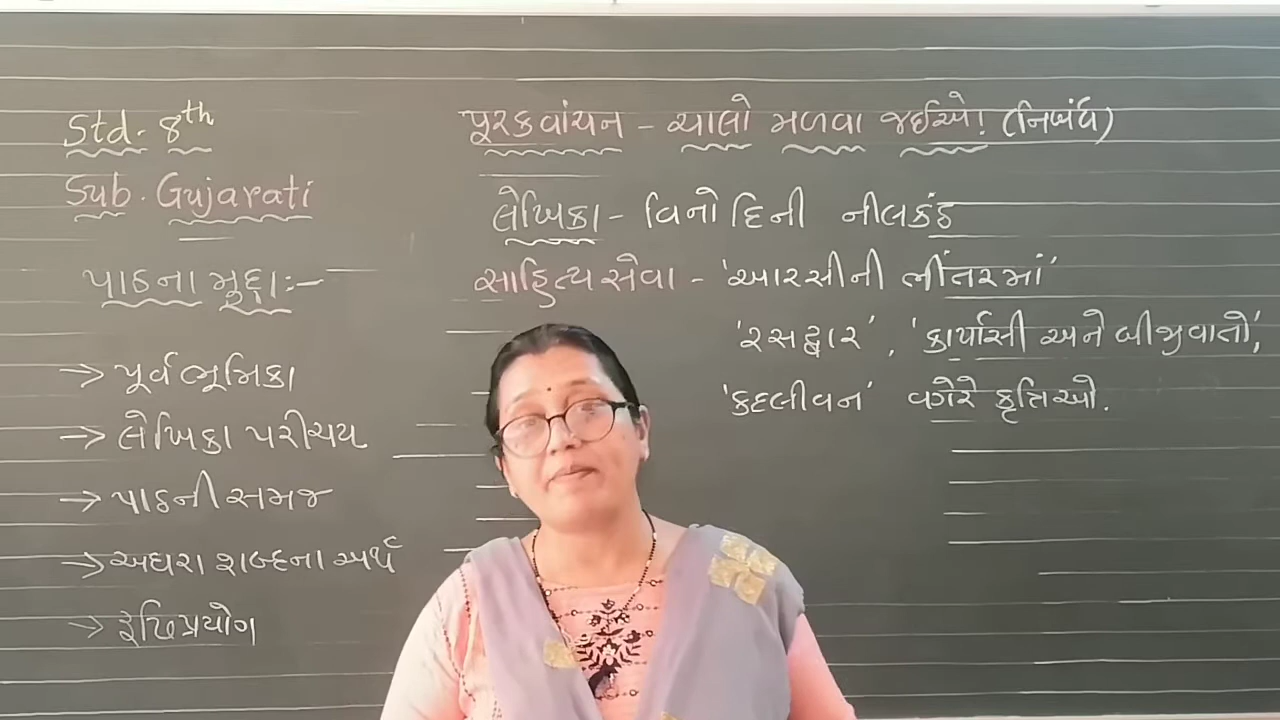 Std. 8th
Sub. Gujarati
પાઠના મુદ્દા:-
→ પૂર્વભૂમિકા
→ લેખિકા પરીચય
→ પાઠની સમજ
→ અઘરા શબ્દના અર્થ
→ રૂઢિપ્રયોગ
પૂરકવાંચન - ચાલો મળવા જઈએ! (નિબંધ)
લેખિકા - વિનોદિની નીલકંઠ
સાહિત્ય સેવા - 'આરસીની ભીંતરમાં'
'રસદ્વાર', 'કાર્પાસી અને બીજીવાતો',
'કદલીવન' વગેરે કૃતિઓ.